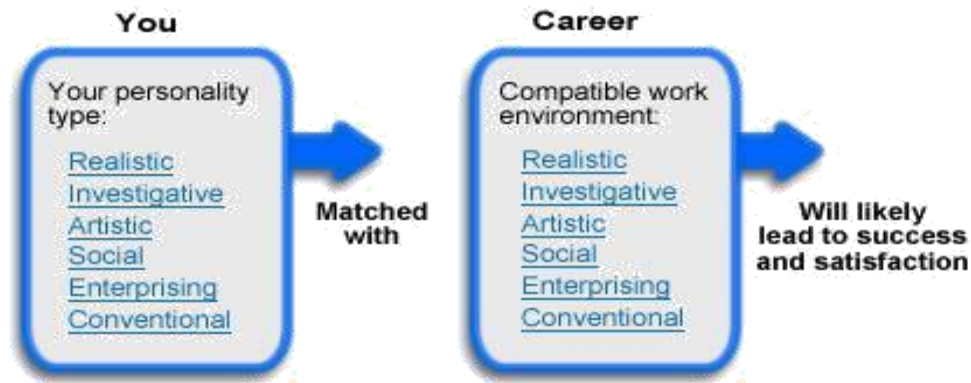 You
Your personality
type:
Realistic
Investigative
Artistic
Social
Enterprising
Conventional
Matched
with
Career
Compatible work
environment:
Realistic
Investigative
Artistic
Social
Enterprising
Conventional
Will likely
lead to success
and satisfaction